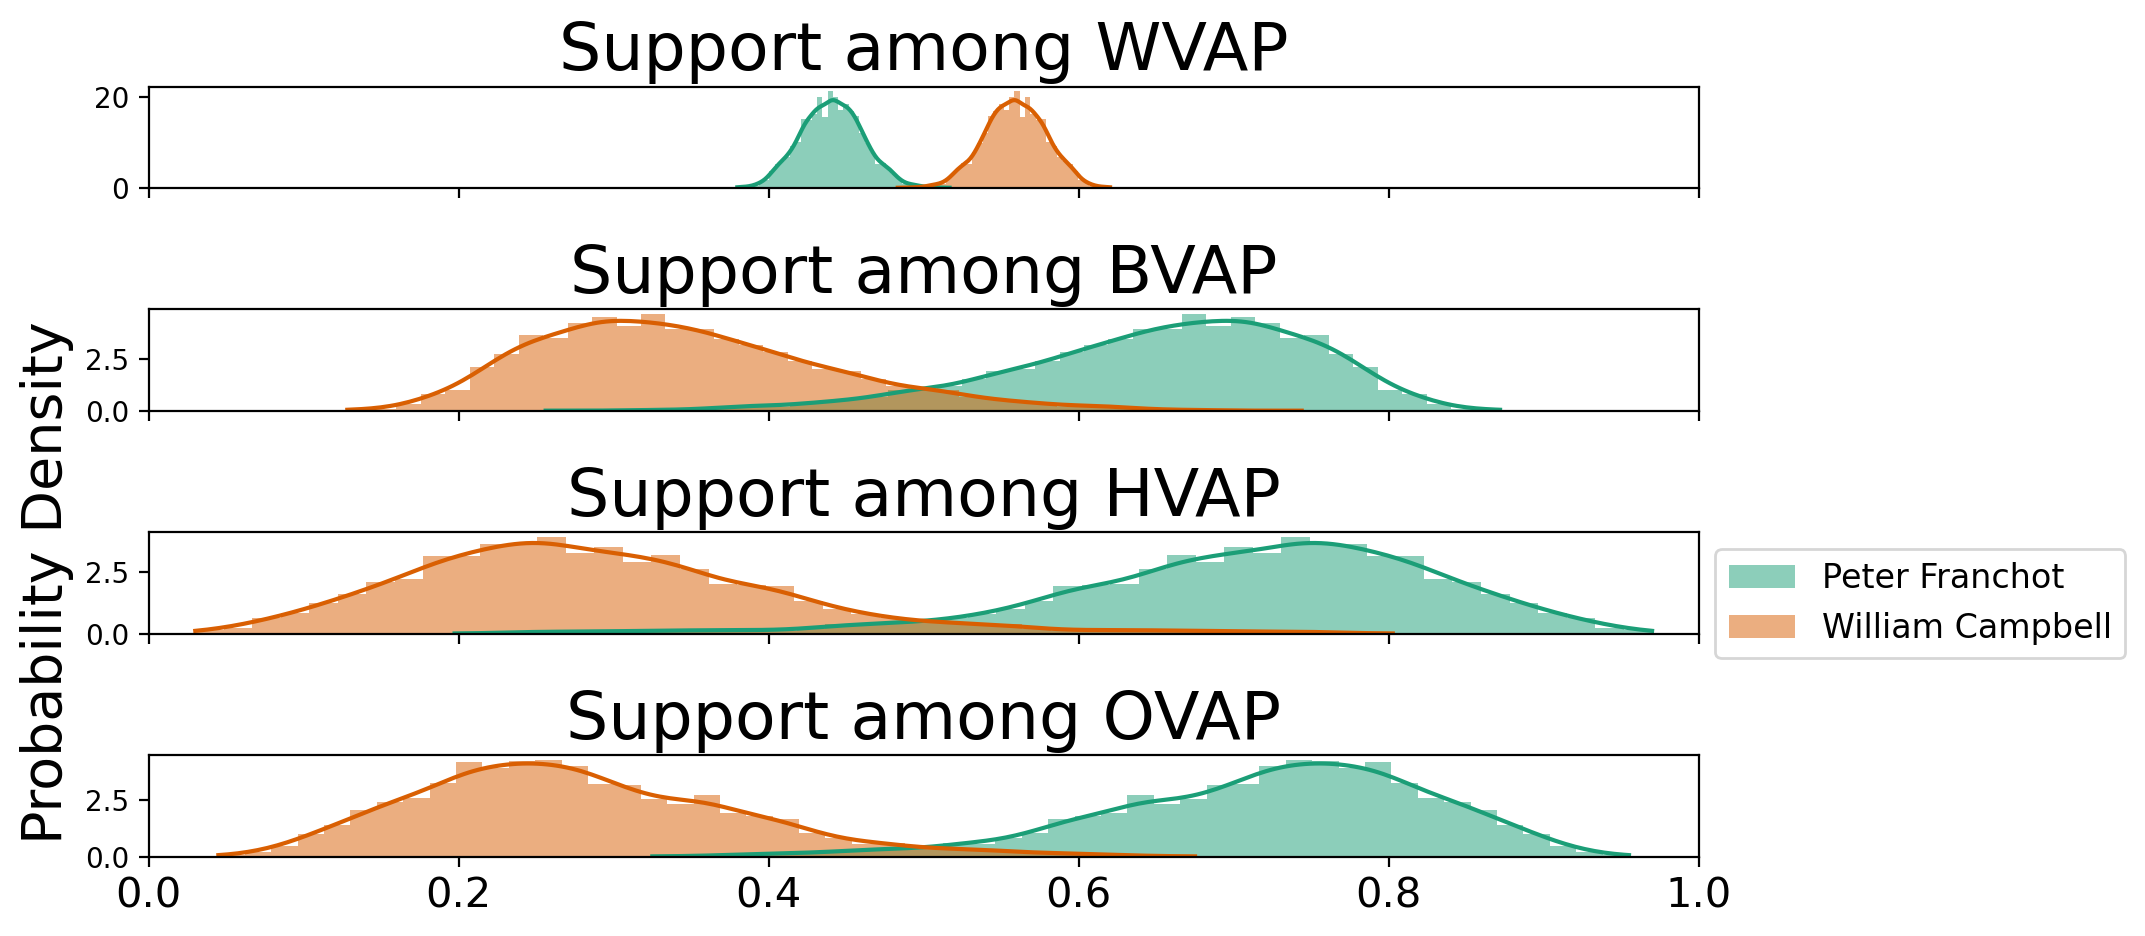 Support among WVAP
20
0
Support among BVAP
2.5
0.0
Support among HVAP
2.5
0.0
Support among OVAP
2.5
0.0
0.0 0.2 0.4 0.6 0.8 1.0
Probability Density
Peter Franchot
William Campbell